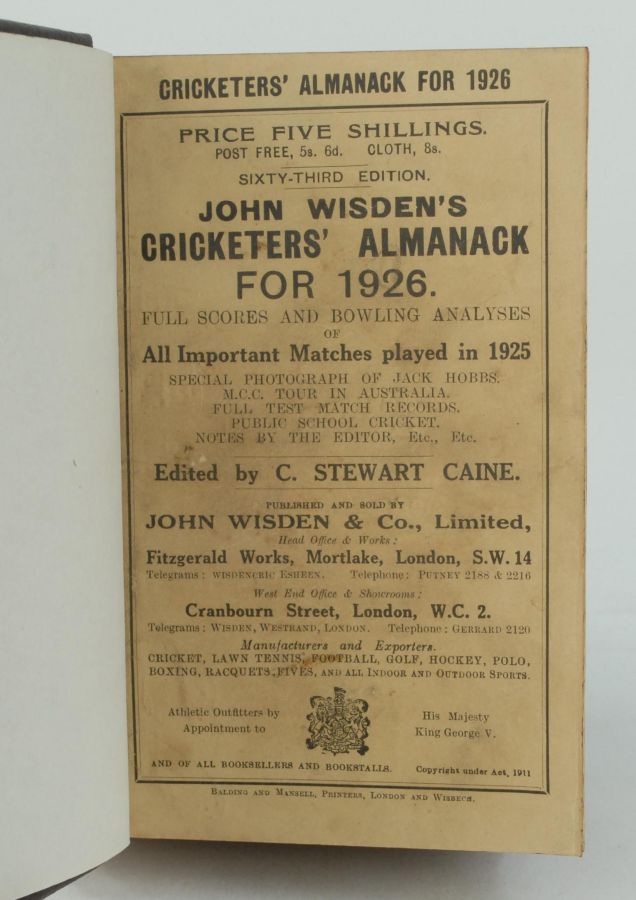 CRICKETERS' ALMANACK FOR 1926
PRICE FIVE SHILLINGS.
POST FREE, 5s. 6d. CLOTH, 8s.
SIXTY-THIRD EDITION.
JOHN WISDEN'S
CRICKETERS' ALMANACK
FOR 1926.
FULL SCORES AND BOWLING ANALYSES
OF
All Important Matches played in 1925
SPECIAL PHOTOGRAPH OF JACK HOBBS.
M.C.C. TOUR IN AUSTRALIA.
FULL TEST MATCH RECORDS.
PUBLIC SCHOOL CRICKET.
NOTES BY THE EDITOR, Etc., Etc.
Edited by C. STEWART CAINE.
PUBLISHED AND SOLD BY
JOHN WISDEN & Co., Limited,
Head Office & Works:
Fitzgerald Works, Mortlake, London, S.W. 14
Telegrams: WISDENCRIC ESHEEN. Telephone: PUTNEY 2188 & 2216
West End Office & Showrooms:
Cranbourn Street, London, W.C. 2.
Telegrams: WISDEN, WESTRAND, LONDON. Telephone: GERRARD 2120
Manufacturers and Exporters.
CRICKET, LAWN TENNIS, FOOTBALL, GOLF, HOCKEY, POLO,
BOXING, RACQUETS, FIVES, AND ALL INDOOR AND OUTDOOR SPORTS.
Athletic Outfitters by
Appointment to
His Majesty
King George V.
AND OF ALL BOOKSELLERS AND BOOKSTALLS. Copyright under Act, 1911
BALDING AND MANSELL, PRINTERS, LONDON AND WISBECH.